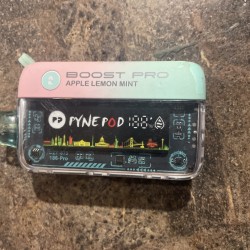 BOOST PRO
APPLE LEMON MINT
PYNE POD